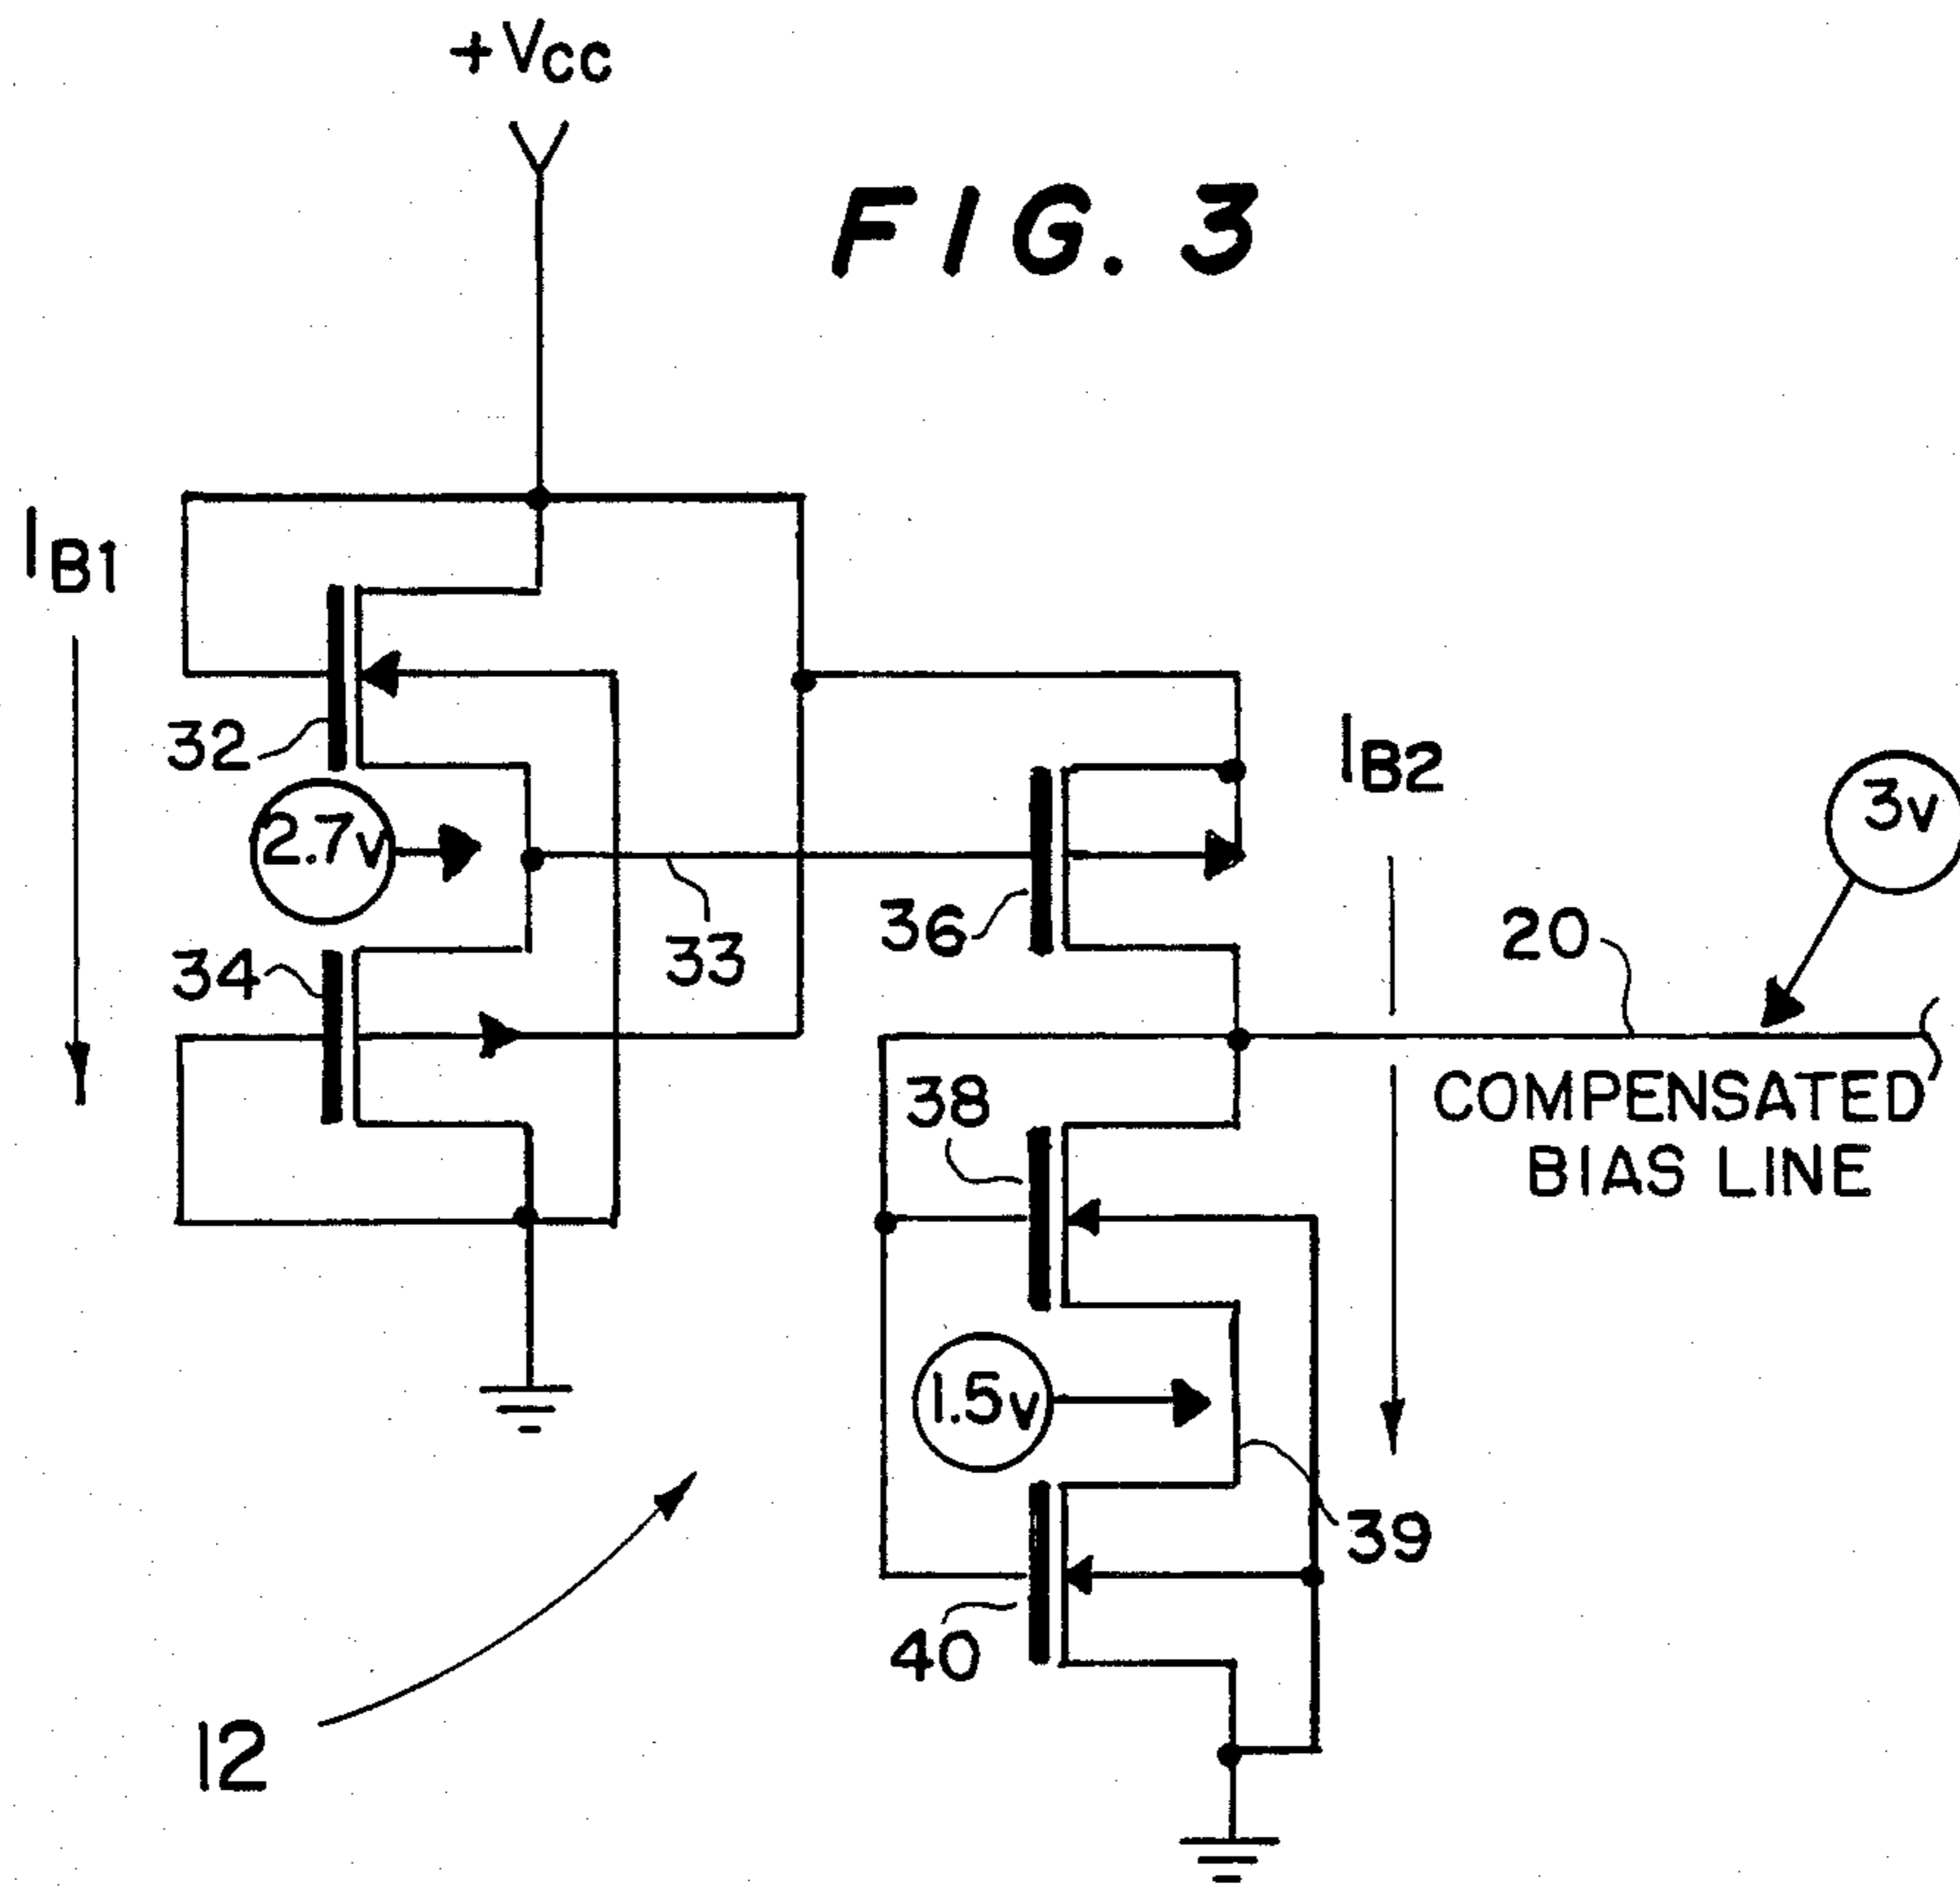 +Vcc
FIG. 3
IB1
32
2.7v
34
33
36
IB2
3v
20
COMPENSATED
BIAS LINE
38
1.5v
39
40
12